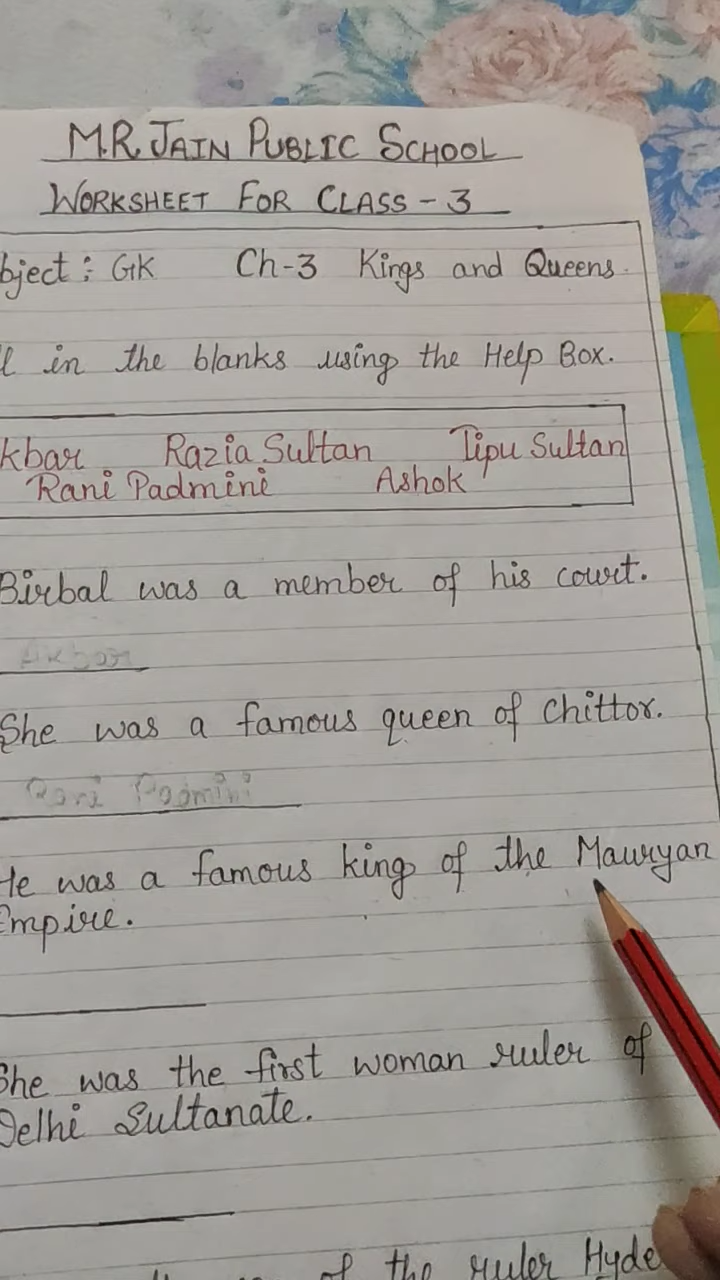 M.R. JAIN PUBLIC SCHOOL
WORKSHEET FOR CLASS - 3
bject : GK Ch-3 Kings and Queens.
l in the blanks using the Help Box.
kbar Razia Sultan Tipu Sultan
Rani Padmini Ashok
Birbal was a member of his court.
Akbar
She was a famous queen of Chittor.
Rani Padmini
He was a famous king of the Mauryan
Empire.
She was the first woman ruler of
Delhi Sultanate.
of the ruler Hyde